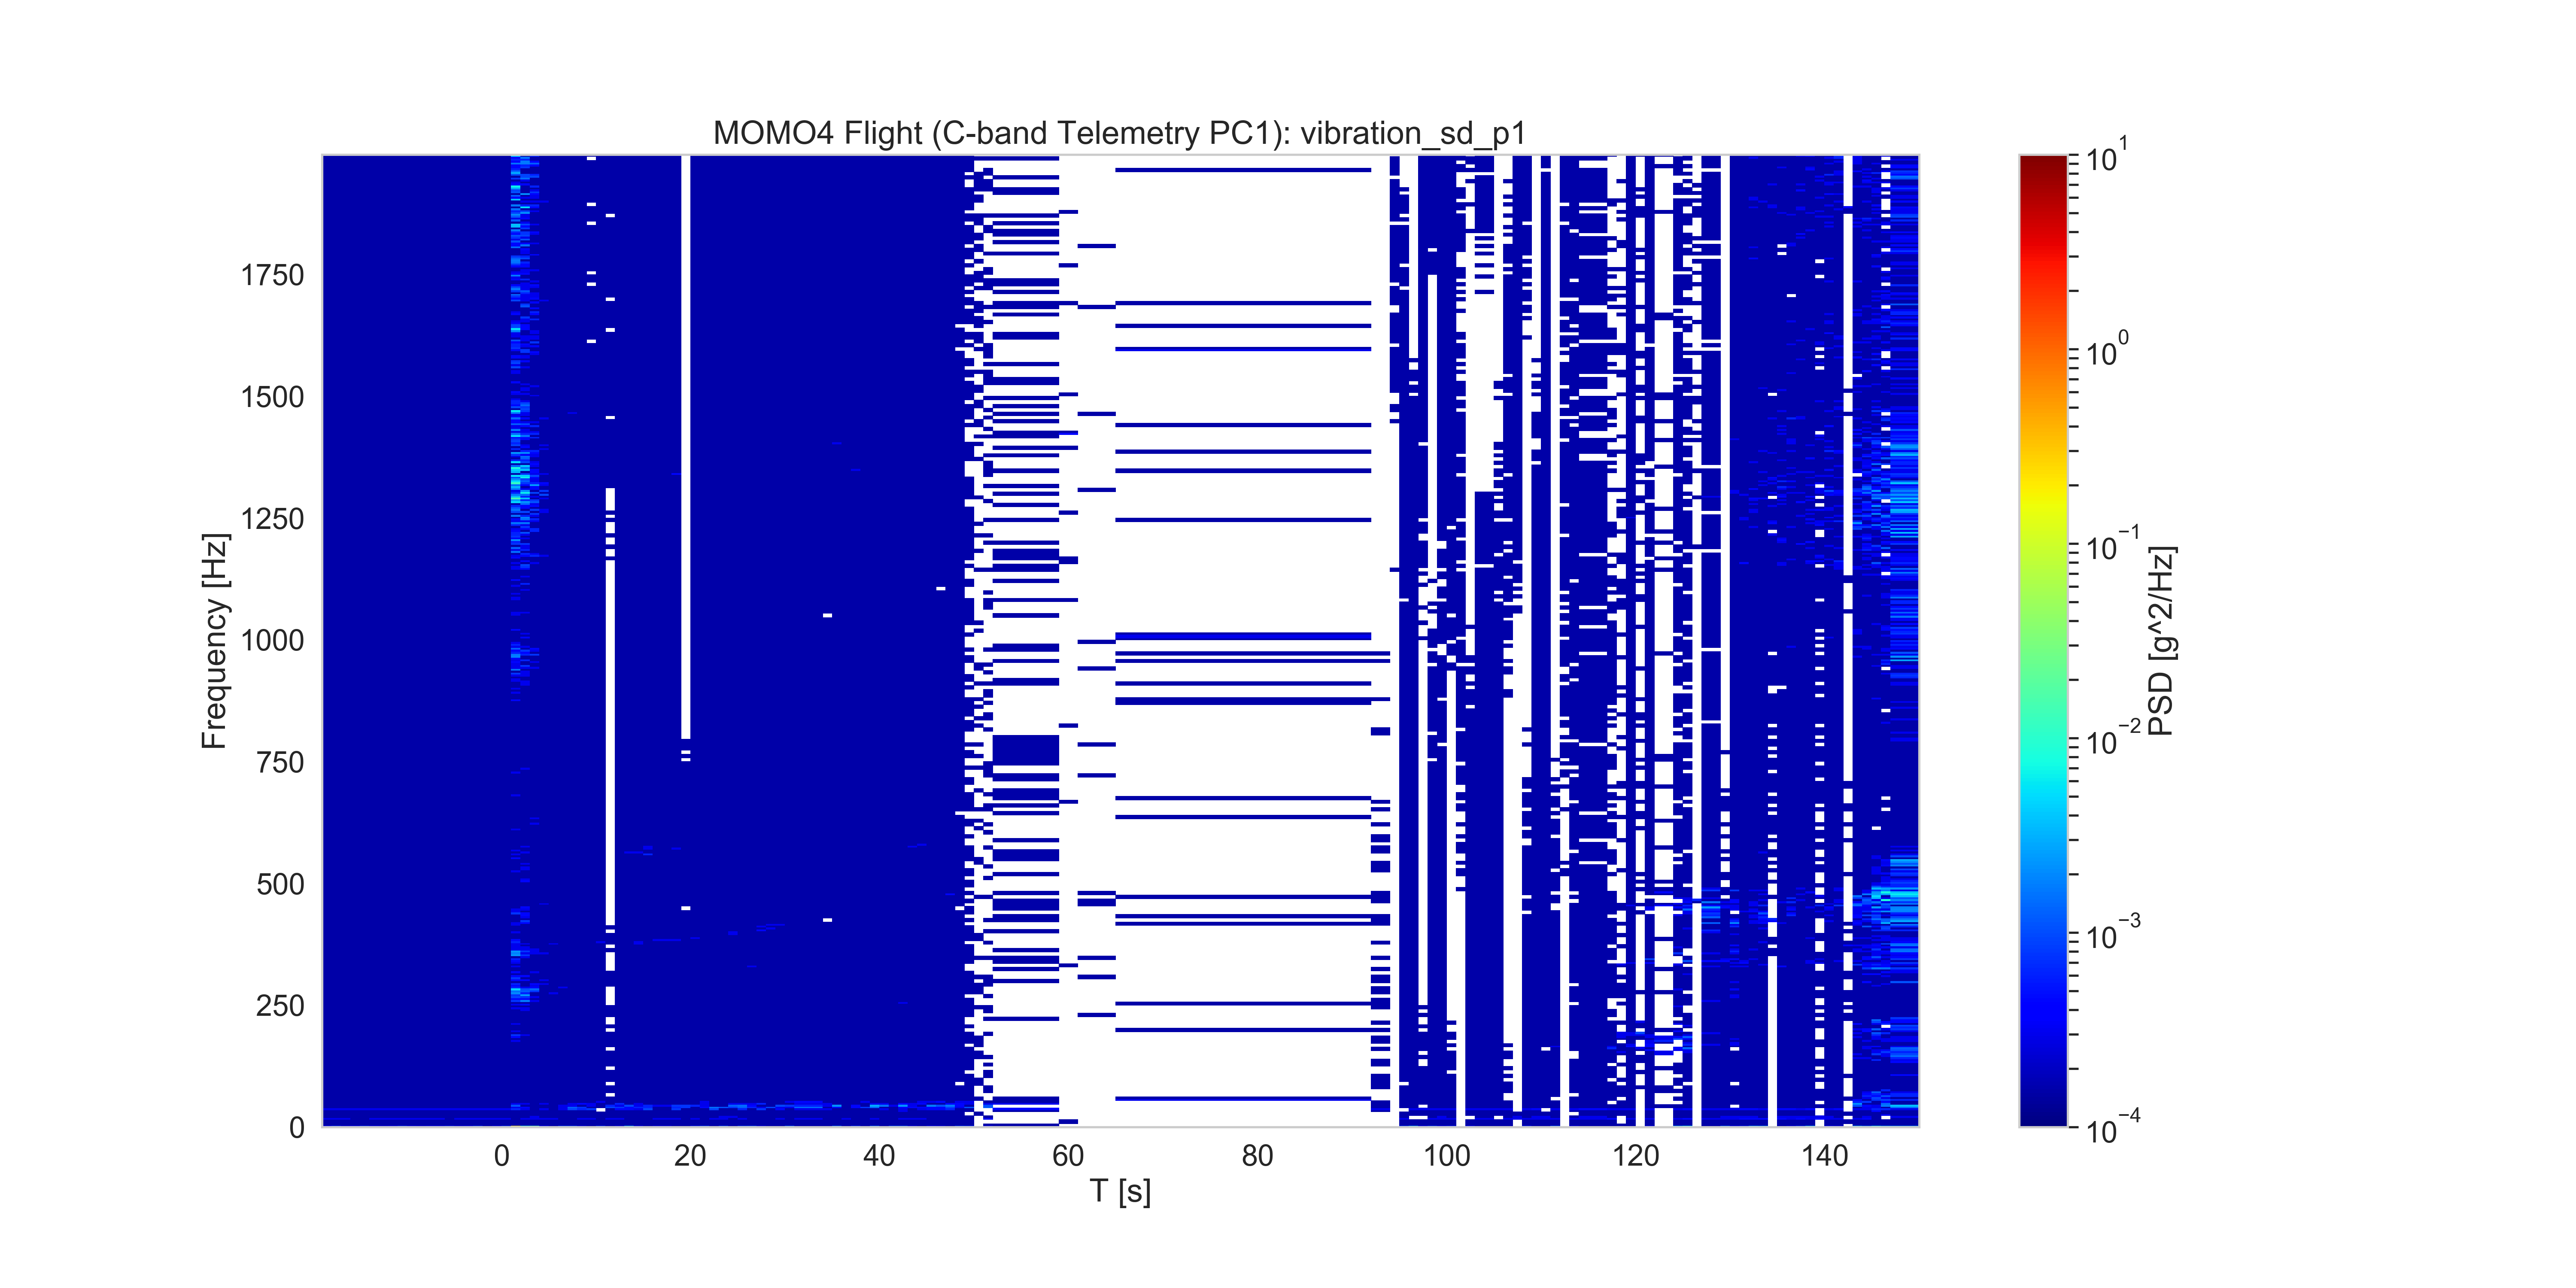 MOMO4 Flight (C-band Telemetry PC1): vibration_sd_p1
Frequency [Hz]
1750
1500
1250
1000
750
500
250
0
0 20 40 60 80 100 120 140
T [s]
10^1
10^0
10^−1
10^−2
10^−3
10^−4
PSD [g^2/Hz]